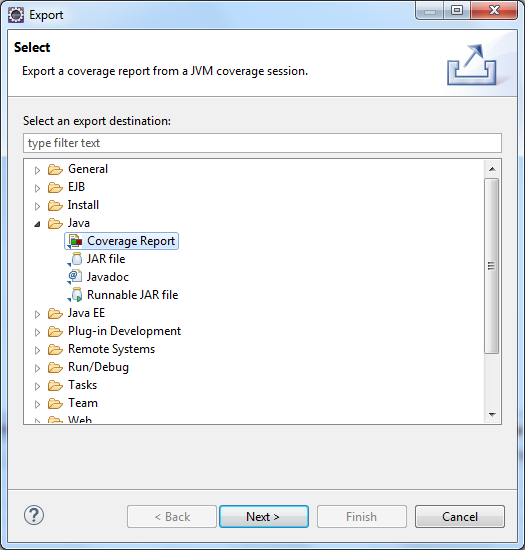 Export
Select
Export a coverage report from a JVM coverage session.
Select an export destination:
type filter text
General
EJB
Install
Java
Coverage Report
JAR file
Javadoc
Runnable JAR file
Java EE
Plug-in Development
Remote Systems
Run/Debug
Tasks
Team
Web
? < Back Next > Finish Cancel